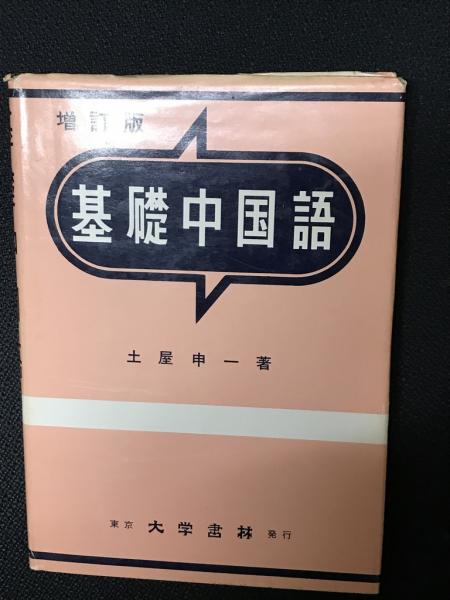 増訂版
基礎中国語
土屋申一著
東京 大学書林 発行